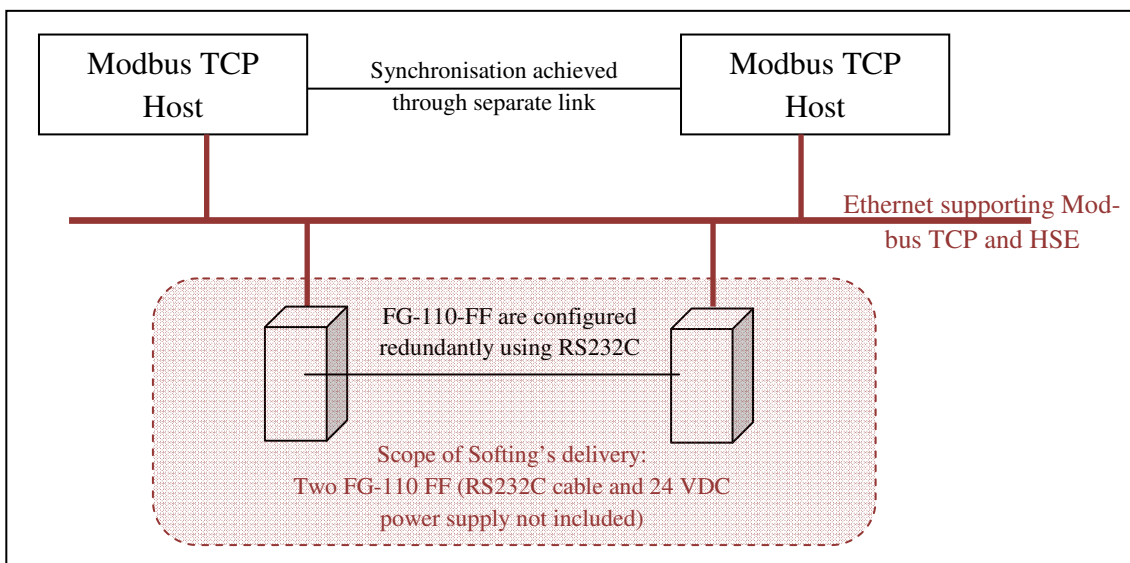 Modbus TCP
Host
Synchronisation achieved
through separate link
Modbus TCP
Host
Ethernet supporting Mod-
bus TCP and HSE
FG-110-FF are configured
redundantly using RS232C
Scope of Softing's delivery:
Two FG-110 FF (RS232C cable and 24 VDC
power supply not included)